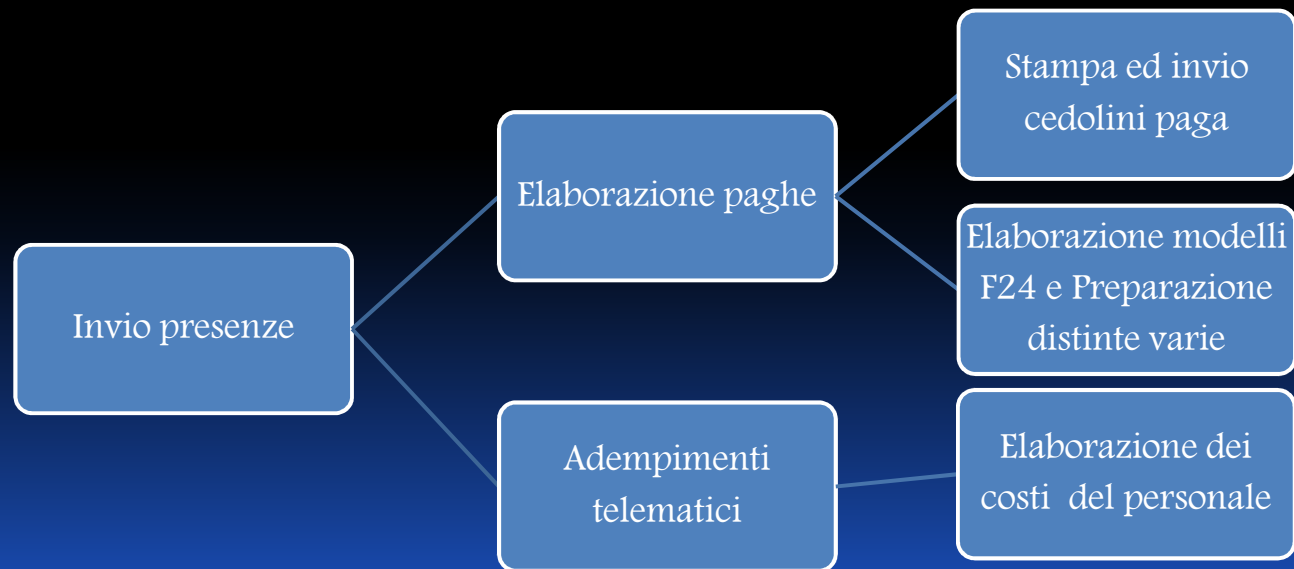 Invio presenze
Elaborazione paghe
Adempimenti
telematici
Stampa ed invio
cedolini paga
Elaborazione modelli
F24 e Preparazione
distinte varie
Elaborazione dei
costi del personale